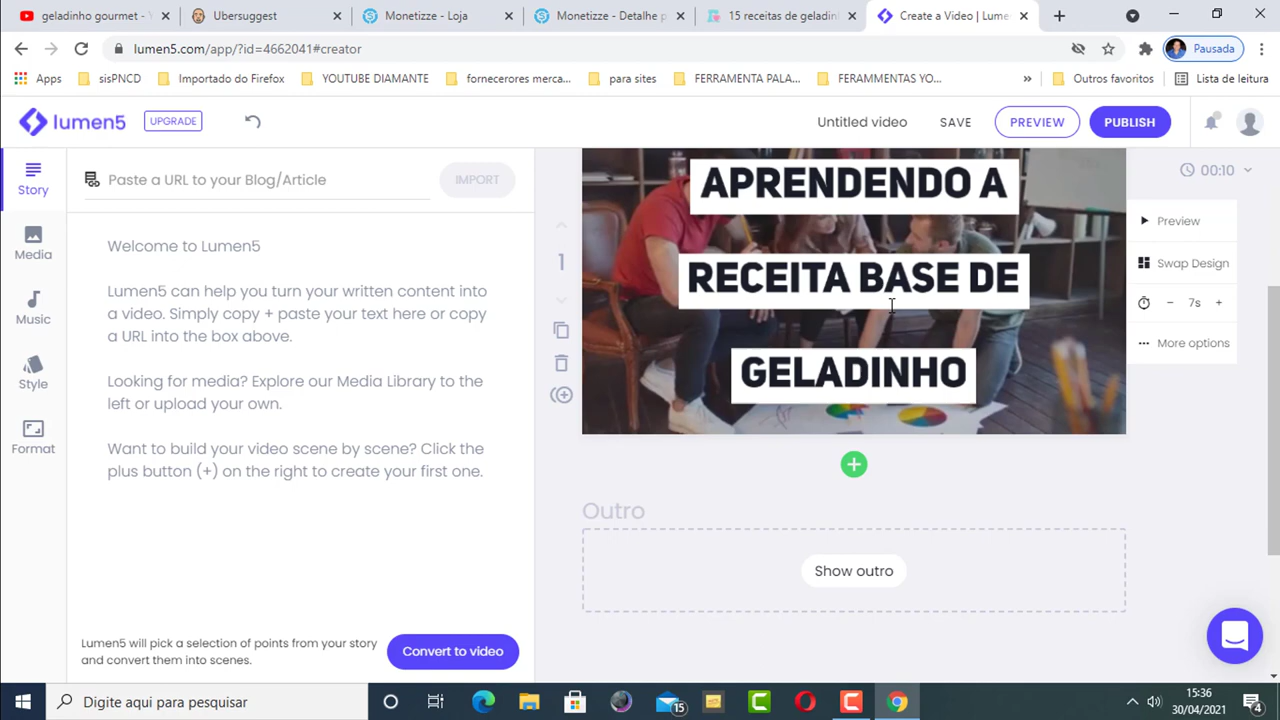 geladinho gourmet - Y
Ubersuggest
Monetizze - Loja
Monetizze - Detalhe p
15 receitas de geladin
Create a Video | Lume
lumen5.com/app/?id=4662041#creator
Pausada
Apps
sisPNCD
Importado do Firefox
YOUTUBE DIAMANTE
fornecerores merca...
para sites
FERRAMENTA PALA...
FERAMMENTAS YO...
»
Outros favoritos
Lista de leitura
lumen5
UPGRADE
Untitled video
SAVE
PREVIEW
PUBLISH
Story
Media
Music
Style
Format
Paste a URL to your Blog/Article
IMPORT
Welcome to Lumen5
Lumen5 can help you turn your written content into
a video. Simply copy + paste your text here or copy
a URL into the box above.
Looking for media? Explore our Media Library to the
left or upload your own.
Want to build your video scene by scene? Click the
plus button (+) on the right to create your first one.
Lumen5 will pick a selection of points from your story
and convert them into scenes.
Convert to video
1
APRENDENDO A
RECEITA BASE DE
GELADINHO
00:10
Preview
Swap Design
- 7s +
More options
Outro
Show outro
Digite aqui para pesquisar
15
15:36
30/04/2021
4